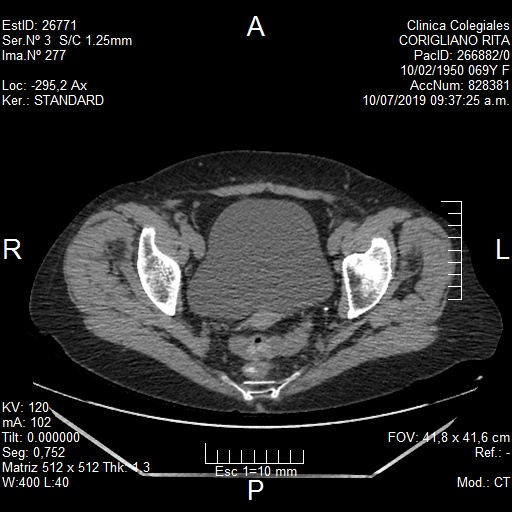 EstID: 26771
Ser.Nº 3 S/C 1.25mm
Ima.Nº 277
Loc: -295,2 Ax
Ker.: STANDARD
A
Clinica Colegiales
CORIGLIANO RITA
PacID: 266882/0
10/02/1950 069Y F
AccNum: 828381
10/07/2019 09:37:25 a.m.
R
L
KV: 120
mA: 102
Tilt: 0.000000
Seg: 0,752
Matriz 512 x 512 Thk: 1.3
W:400 L:40
Esc 1=10 mm
P
FOV: 41,8 x 41,6 cm
Ref.: -
Mod.: CT